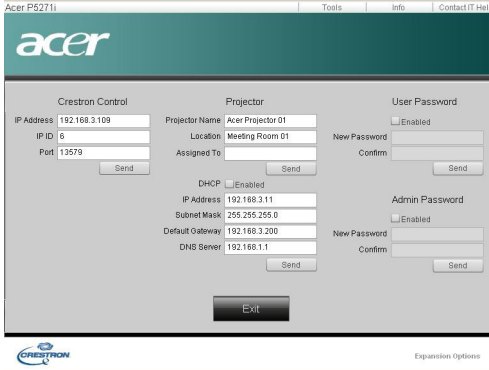 Acer P5271i
Tools
Info
Contact IT Hel
acer
Crestron Control
IP Address 192.168.3.109
IP ID 6
Port 13579
Send
Projector
Projector Name Acer Projector 01
Location Meeting Room 01
Assigned To
Send
DHCP Enabled
IP Address 192.168.3.11
Subnet Mask 255.255.255.0
Default Gateway 192.168.3.200
DNS Server 192.168.1.1
Send
User Password
Enabled
New Password
Confirm
Send
Admin Password
Enabled
New Password
Confirm
Send
Exit
CRESTRON
Expansion Options